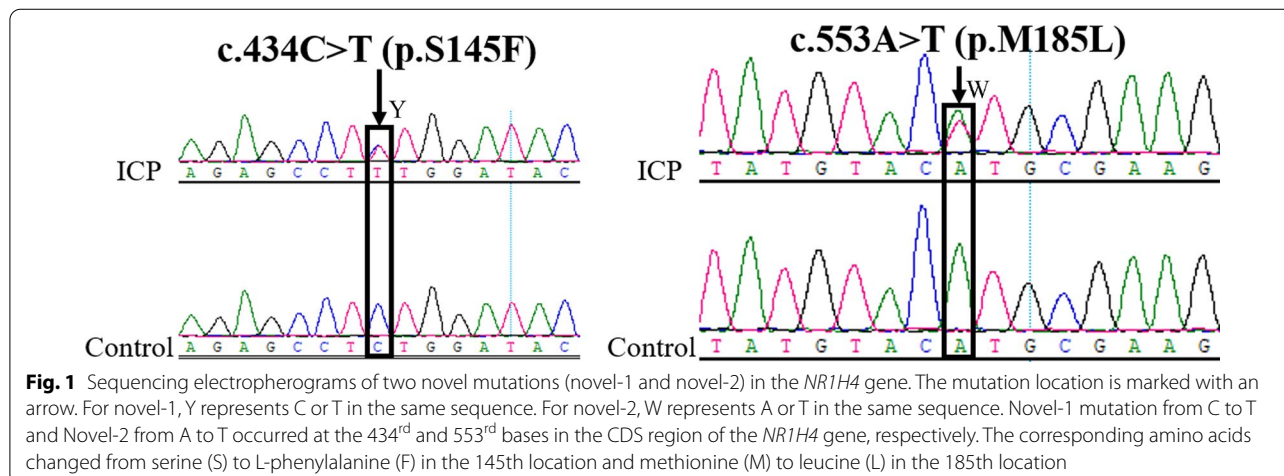 c.434C>T (p.S145F)
Y
ICP
A G A G C C T T T G G A T A C
Control
A G A G C C T C T G G A T A C
c.553A>T (p.M185L)
W
ICP
T A T G T A C A T G C G A A G
Control
T A T G T A C A T G C G A A G
Fig. 1 Sequencing electropherograms of two novel mutations (novel-1 and novel-2) in the NR1H4 gene. The mutation location is marked with an
arrow. For novel-1, Y represents C or T in the same sequence. For novel-2, W represents A or T in the same sequence. Novel-1 mutation from C to T
and Novel-2 from A to T occurred at the 434rd and 553rd bases in the CDS region of the NR1H4 gene, respectively. The corresponding amino acids
changed from serine (S) to L-phenylalanine (F) in the 145th location and methionine (M) to leucine (L) in the 185th location